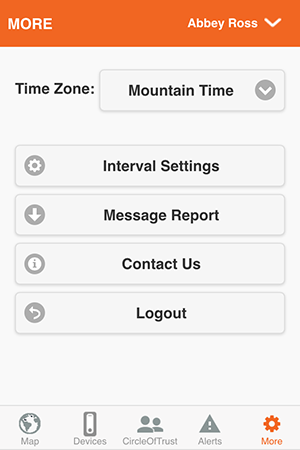 MORE Abbey Ross
Time Zone: Mountain Time
Interval Settings
Message Report
Contact Us
Logout
Map Devices CircleOfTrust Alerts More